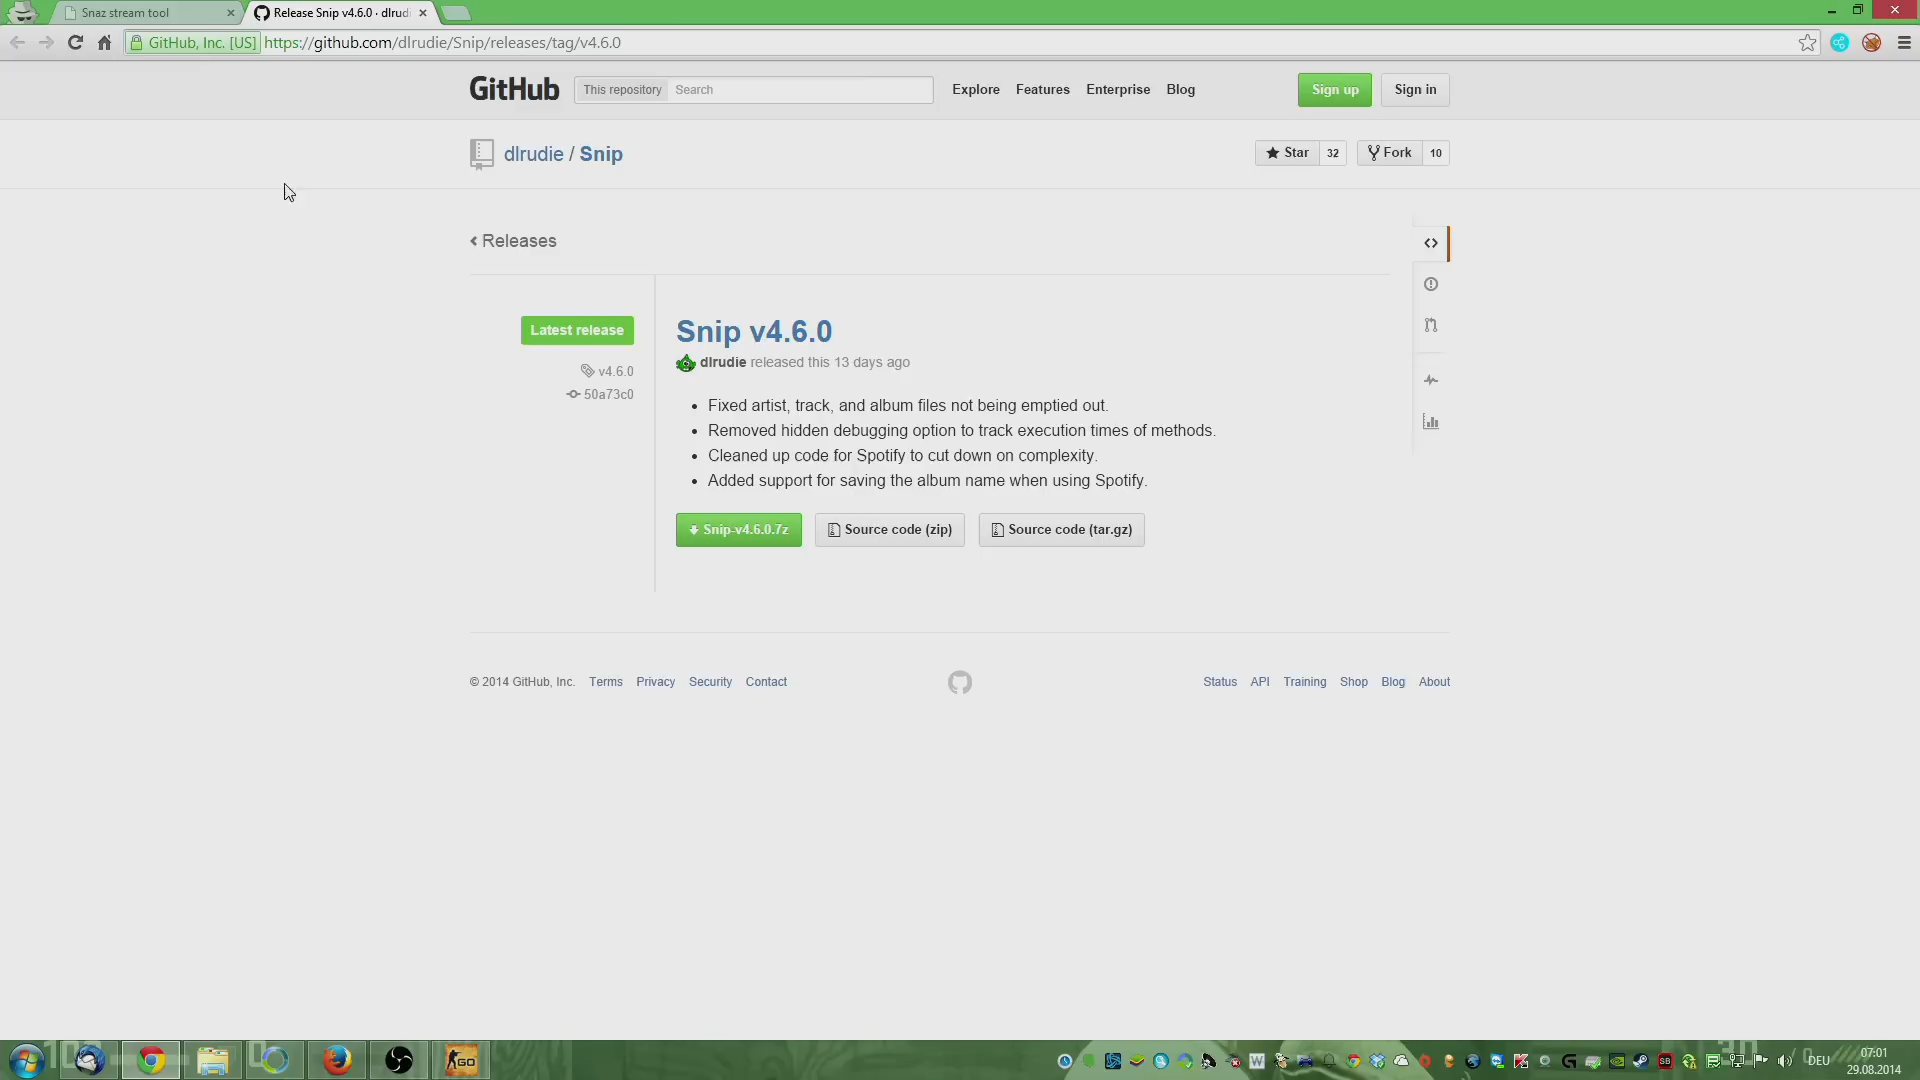 Snaz stream tool
Release Snip v4.6.0 · dlrud
GitHub, Inc. [US] https://github.com/dlrudie/Snip/releases/tag/v4.6.0
GitHub This repository Search Explore Features Enterprise Blog Sign up Sign in
dlrudie / Snip Star 32 Fork 10
Releases
Latest release
v4.6.0
50a73c0
Snip v4.6.0
dlrudie released this 13 days ago
Fixed artist, track, and album files not being emptied out.
Removed hidden debugging option to track execution times of methods.
Cleaned up code for Spotify to cut down on complexity.
Added support for saving the album name when using Spotify.
Snip-v4.6.0.7z Source code (zip) Source code (tar.gz)
© 2014 GitHub, Inc. Terms Privacy Security Contact
Status API Training Shop Blog About
GO
DEU
07:01
29.08.2014